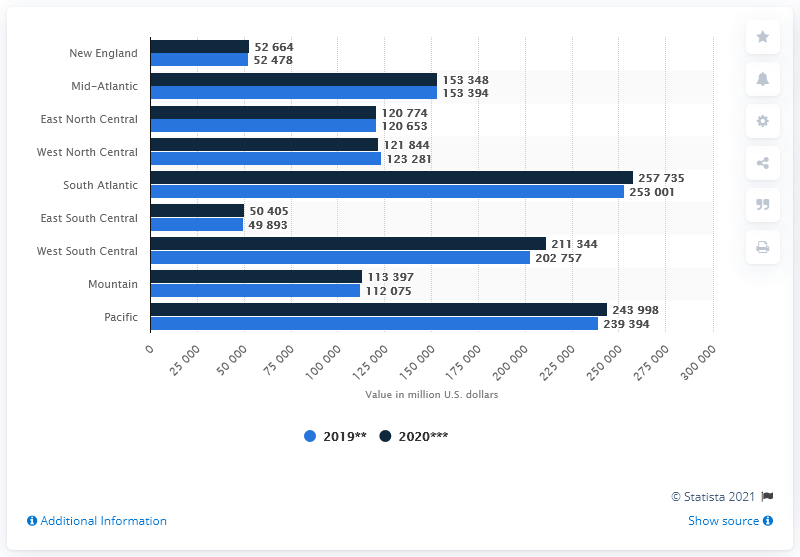 New England 52 664
52 478
Mid-Atlantic 153 348
153 394
East North Central 120 774
120 653
West North Central 121 844
123 281
South Atlantic 257 735
253 001
East South Central 50 405
49 893
West South Central 211 344
202 757
Mountain 113 397
112 075
Pacific 243 998
239 394
0 25 000 50 000 75 000 100 000 125 000 150 000 175 000 200 000 225 000 250 000 275 000 300 000
Value in million U.S. dollars
2019** 2020***
© Statista 2021
Additional Information Show source